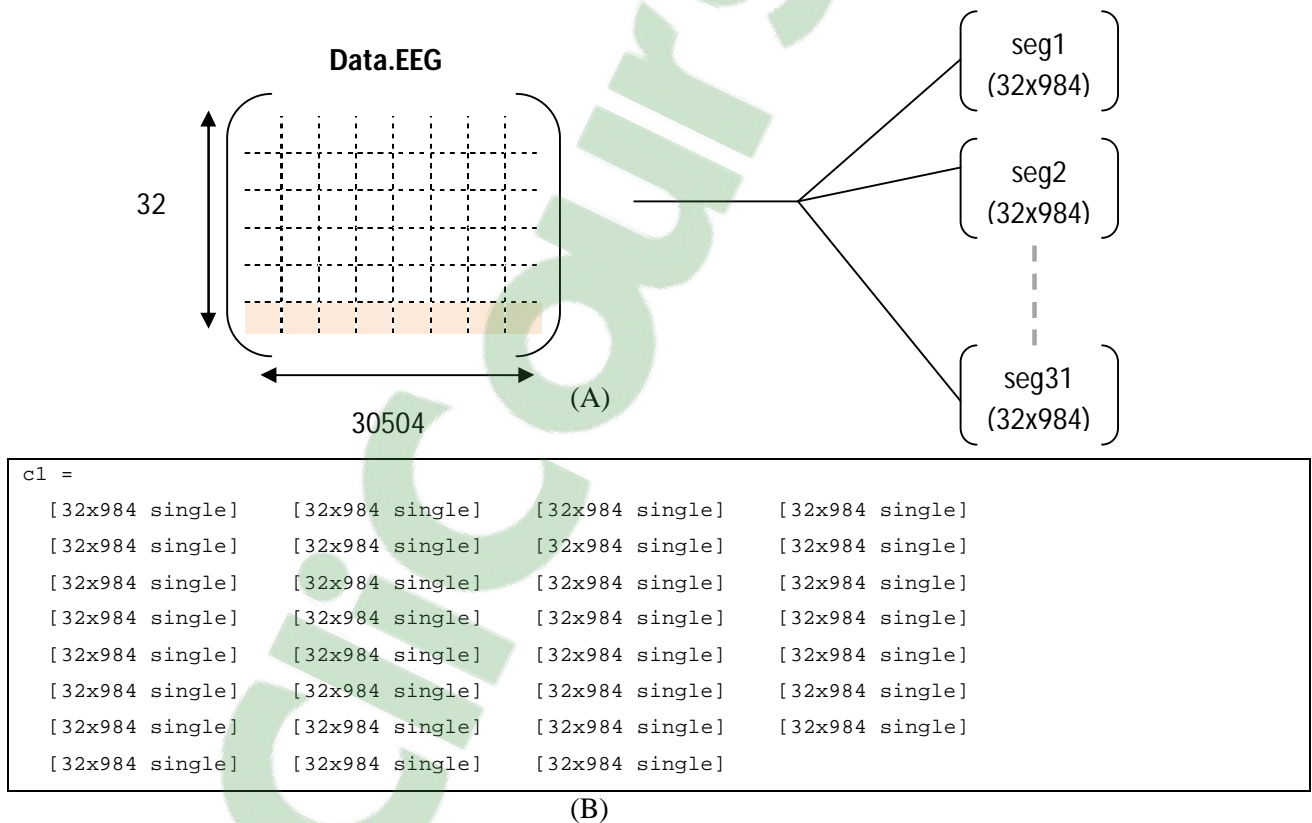 Data.EEG
32
30504
(A)
seg1
(32x984)
seg2
(32x984)
seg31
(32x984)
c1 =
[32x984 single] [32x984 single] [32x984 single] [32x984 single]
[32x984 single] [32x984 single] [32x984 single] [32x984 single]
[32x984 single] [32x984 single] [32x984 single] [32x984 single]
[32x984 single] [32x984 single] [32x984 single] [32x984 single]
[32x984 single] [32x984 single] [32x984 single] [32x984 single]
[32x984 single] [32x984 single] [32x984 single] [32x984 single]
[32x984 single] [32x984 single] [32x984 single] [32x984 single]
[32x984 single] [32x984 single] [32x984 single]
(B)
Clicours